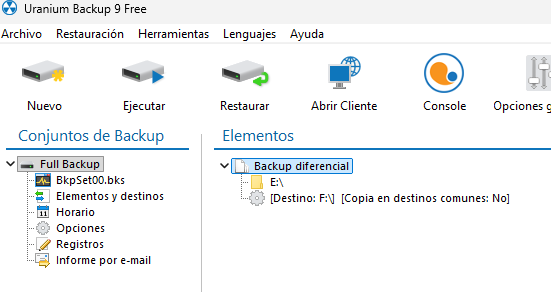 Uranium Backup 9 Free
Archivo Restauración Herramientas Lenguajes Ayuda
Nuevo Ejecutar Restaurar Abrir Cliente Console Opciones g
Conjuntos de Backup
Full Backup
BkpSet00.bks
Elementos y destinos
11 Horario
Opciones
Registros
Informe por e-mail
Elementos
Backup diferencial
E:\
[Destino: F:\] [Copia en destinos comunes: No]